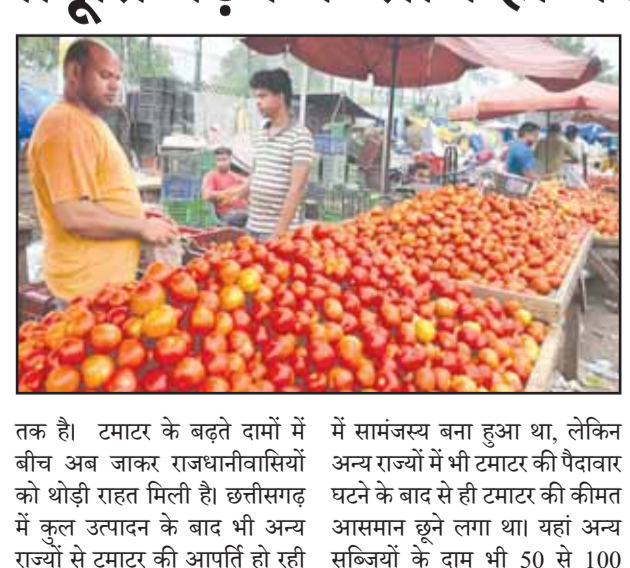 तक है। टमाटर के बढ़ते दामों में
बीच अब जाकर राजधानीवासियों
को थोड़ी राहत मिली है। छत्तीसगढ़
में कुल उत्पादन के बाद भी अन्य
राज्यों से टमाटर की आपूर्ति हो रही
में सामंजस्य बना हुआ था, लेकिन
अन्य राज्यों में भी टमाटर की पैदावार
घटने के बाद से ही टमाटर की कीमत
आसमान छूने लगा था। यहां अन्य
सब्जियों के दाम भी 50 से 100